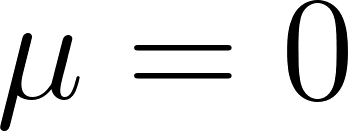 μ = 0